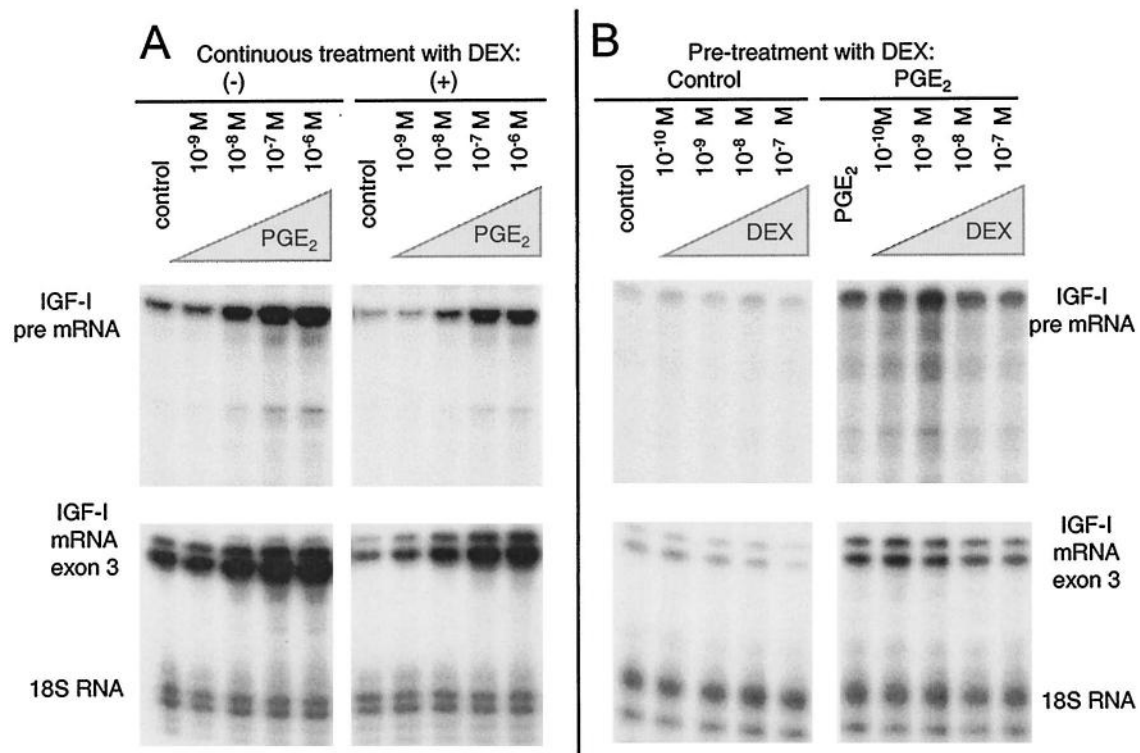 A
Continuous treatment with DEX:
(-)
(+)
control
10⁻⁹ M
10⁻⁸ M
10⁻⁷ M
10⁻⁶ M
control
10⁻⁹ M
10⁻⁸ M
10⁻⁷ M
10⁻⁶ M
PGE₂
PGE₂
IGF-I
pre mRNA
IGF-I
mRNA
exon 3
18S RNA
B
Pre-treatment with DEX:
Control
PGE₂
control
10⁻¹⁰ M
10⁻⁹ M
10⁻⁸ M
10⁻⁷ M
PGE₂
10⁻¹⁰M
10⁻⁹ M
10⁻⁸ M
10⁻⁷ M
DEX
DEX
IGF-I
pre mRNA
IGF-I
mRNA
exon 3
18S RNA